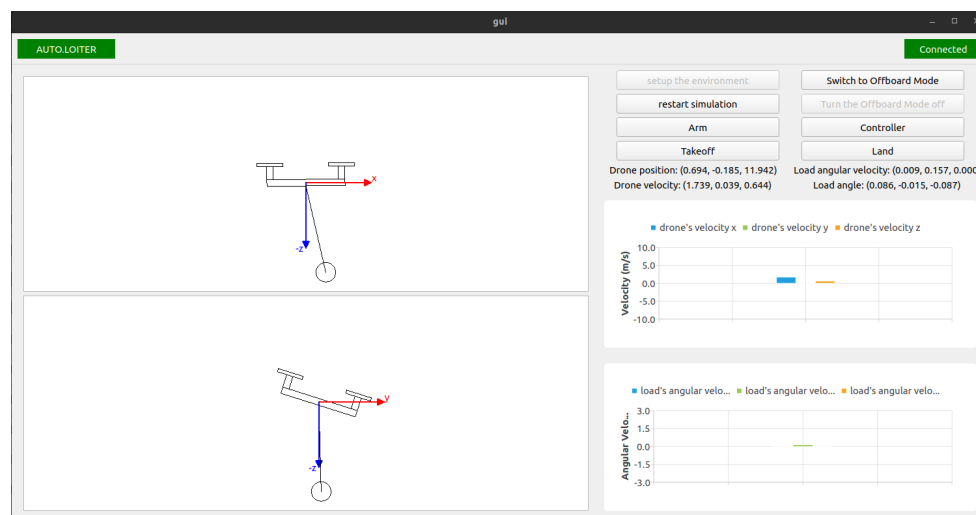 gui
AUTO.LOITER
Connected
x
-z
y
-z
setup the environment
Switch to Offboard Mode
restart simulation
Turn the Offboard Mode off
Arm
Controller
Takeoff
Land
Drone position: (0.694, -0.185, 11.942)
Load angular velocity: (0.009, 0.157, 0.000
Drone velocity: (1.739, 0.039, 0.644)
Load angle: (0.086, -0.015, -0.087)
drone's velocity x drone's velocity y drone's velocity z
Velocity (m/s)
10.0
5.0
0.0
-5.0
-10.0
load's angular velo... load's angular velo... load's angular velo...
Angular Velo...
3.0
1.5
0.0
-1.5
-3.0